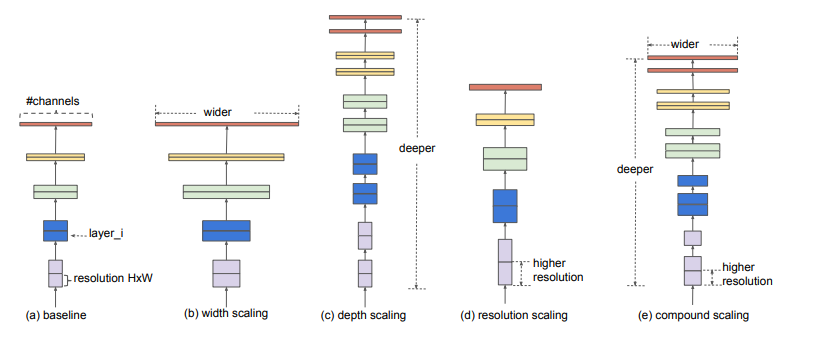 #channels
layer_i
resolution HxW
(a) baseline
wider
(b) width scaling
deeper
(c) depth scaling
higher
resolution
(d) resolution scaling
wider
deeper
higher
resolution
(e) compound scaling